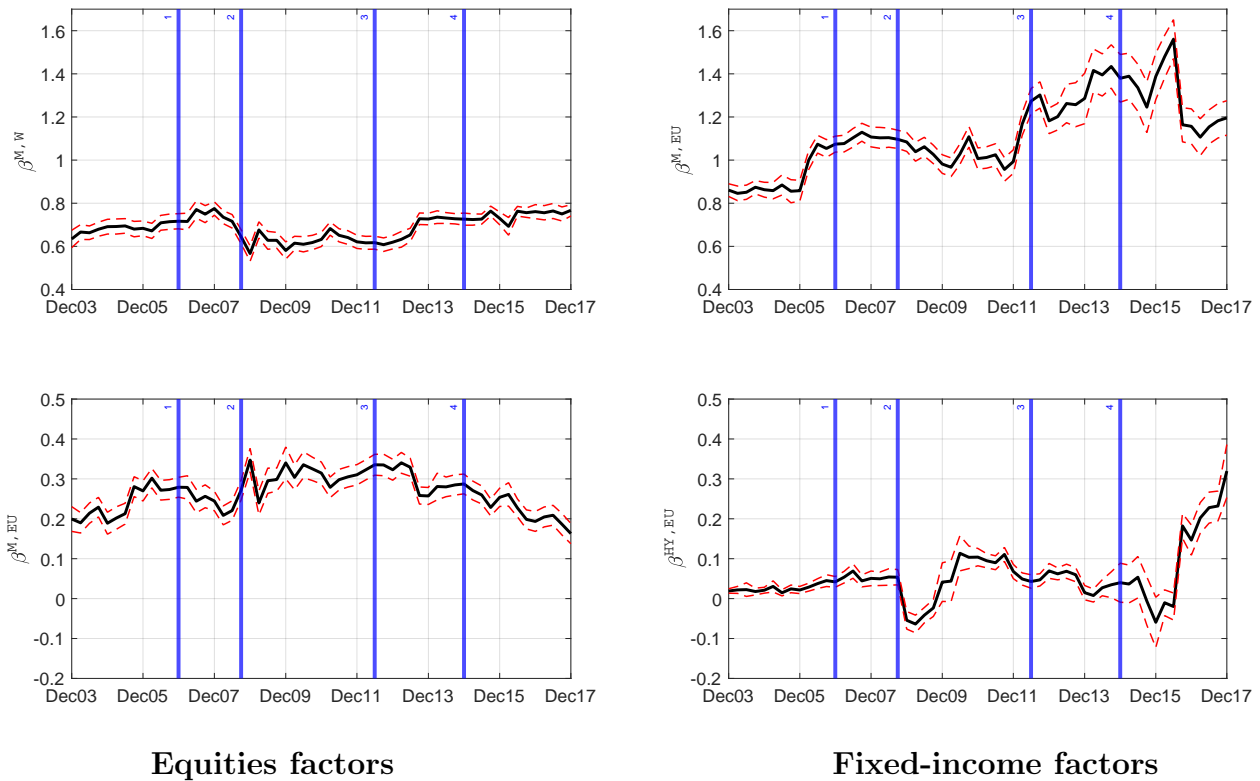 1 2 3 4
1.6
1.4
1.2
1
0.8
0.6
0.4
β^M,W
Dec03 Dec05 Dec07 Dec09 Dec11 Dec13 Dec15 Dec17
1 2 3 4
1.6
1.4
1.2
1
0.8
0.6
0.4
β^M,EU
Dec03 Dec05 Dec07 Dec09 Dec11 Dec13 Dec15 Dec17
1 2 3 4
0.5
0.4
0.3
0.2
0.1
0
-0.1
-0.2
β^M,EU
Dec03 Dec05 Dec07 Dec09 Dec11 Dec13 Dec15 Dec17
1 2 3 4
0.5
0.4
0.3
0.2
0.1
0
-0.1
-0.2
β^HY,EU
Dec03 Dec05 Dec07 Dec09 Dec11 Dec13 Dec15 Dec17
Equities factors
Fixed-income factors